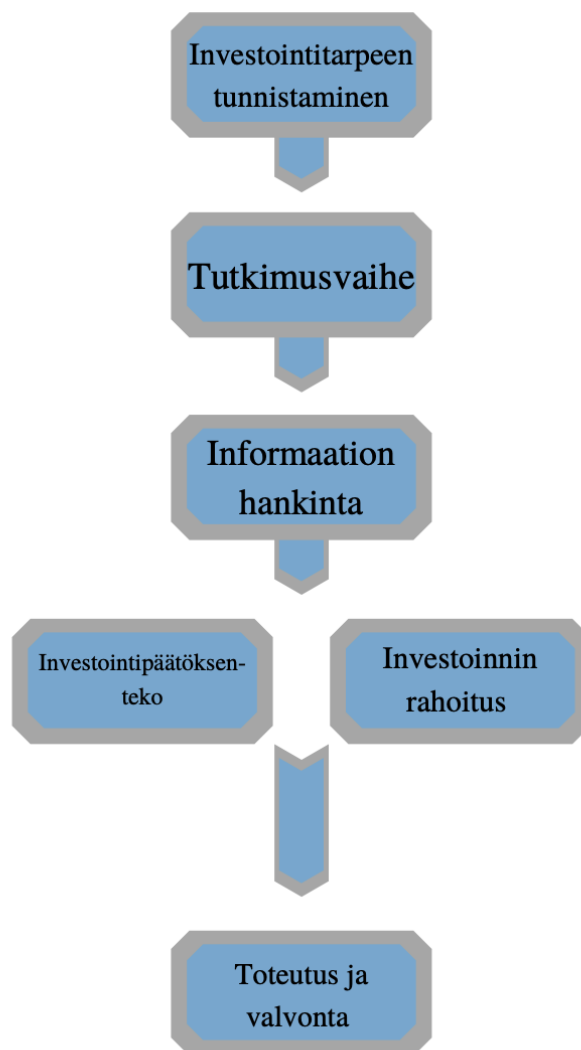 Investointitarpeen
tunnistaminen
Tutkimusvaihe
Informaation
hankinta
Investointipäätöksen-
teko
Investoinnin
rahoitus
Toteutus ja
valvonta